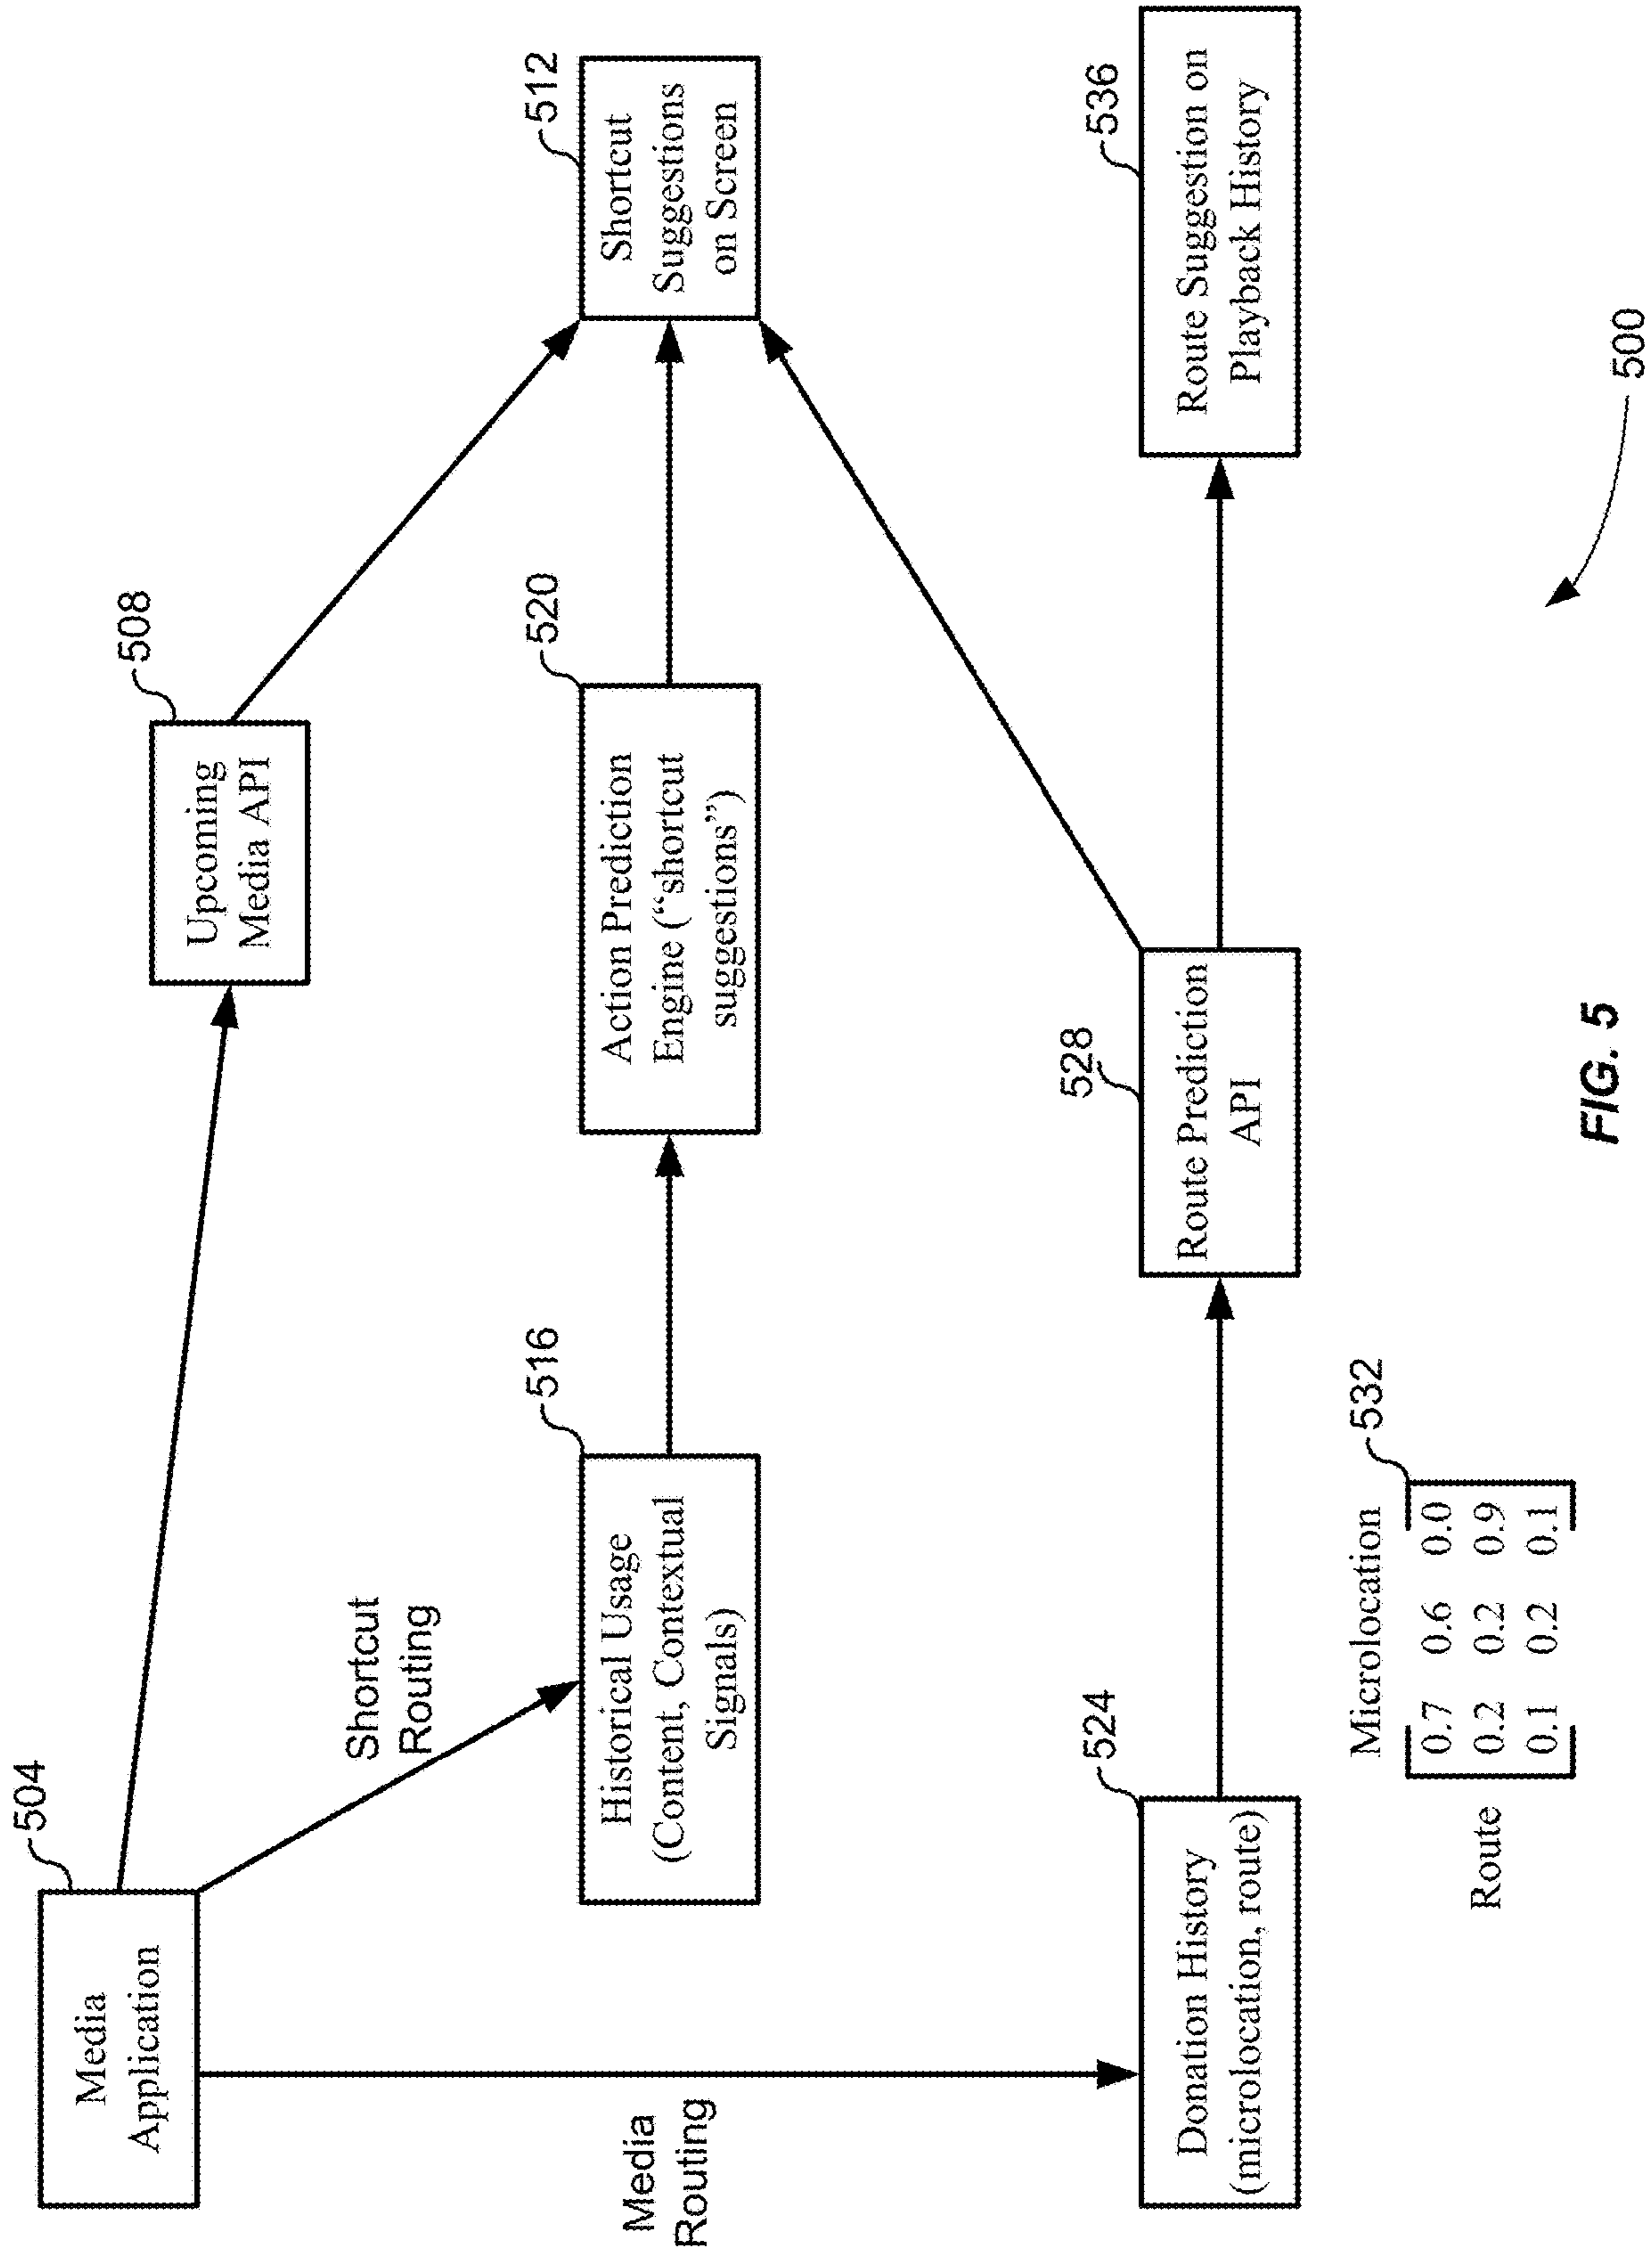 504
Media
Application
508
Upcoming
Media API
Shortcut
Routing
512
Shortcut
Suggestions
on Screen
516
Historical Usage
(Content, Contextual
Signals)
520
Action Prediction
Engine (“shortcut
suggestions”)
Media
Routing
524
Donation History
(microlocation, route)
528
Route Prediction
API
536
Route Suggestion on
Playback History
Microlocation
532
Route
0.7 0.6 0.0
0.2 0.2 0.9
0.1 0.2 0.1
500
FIG. 5